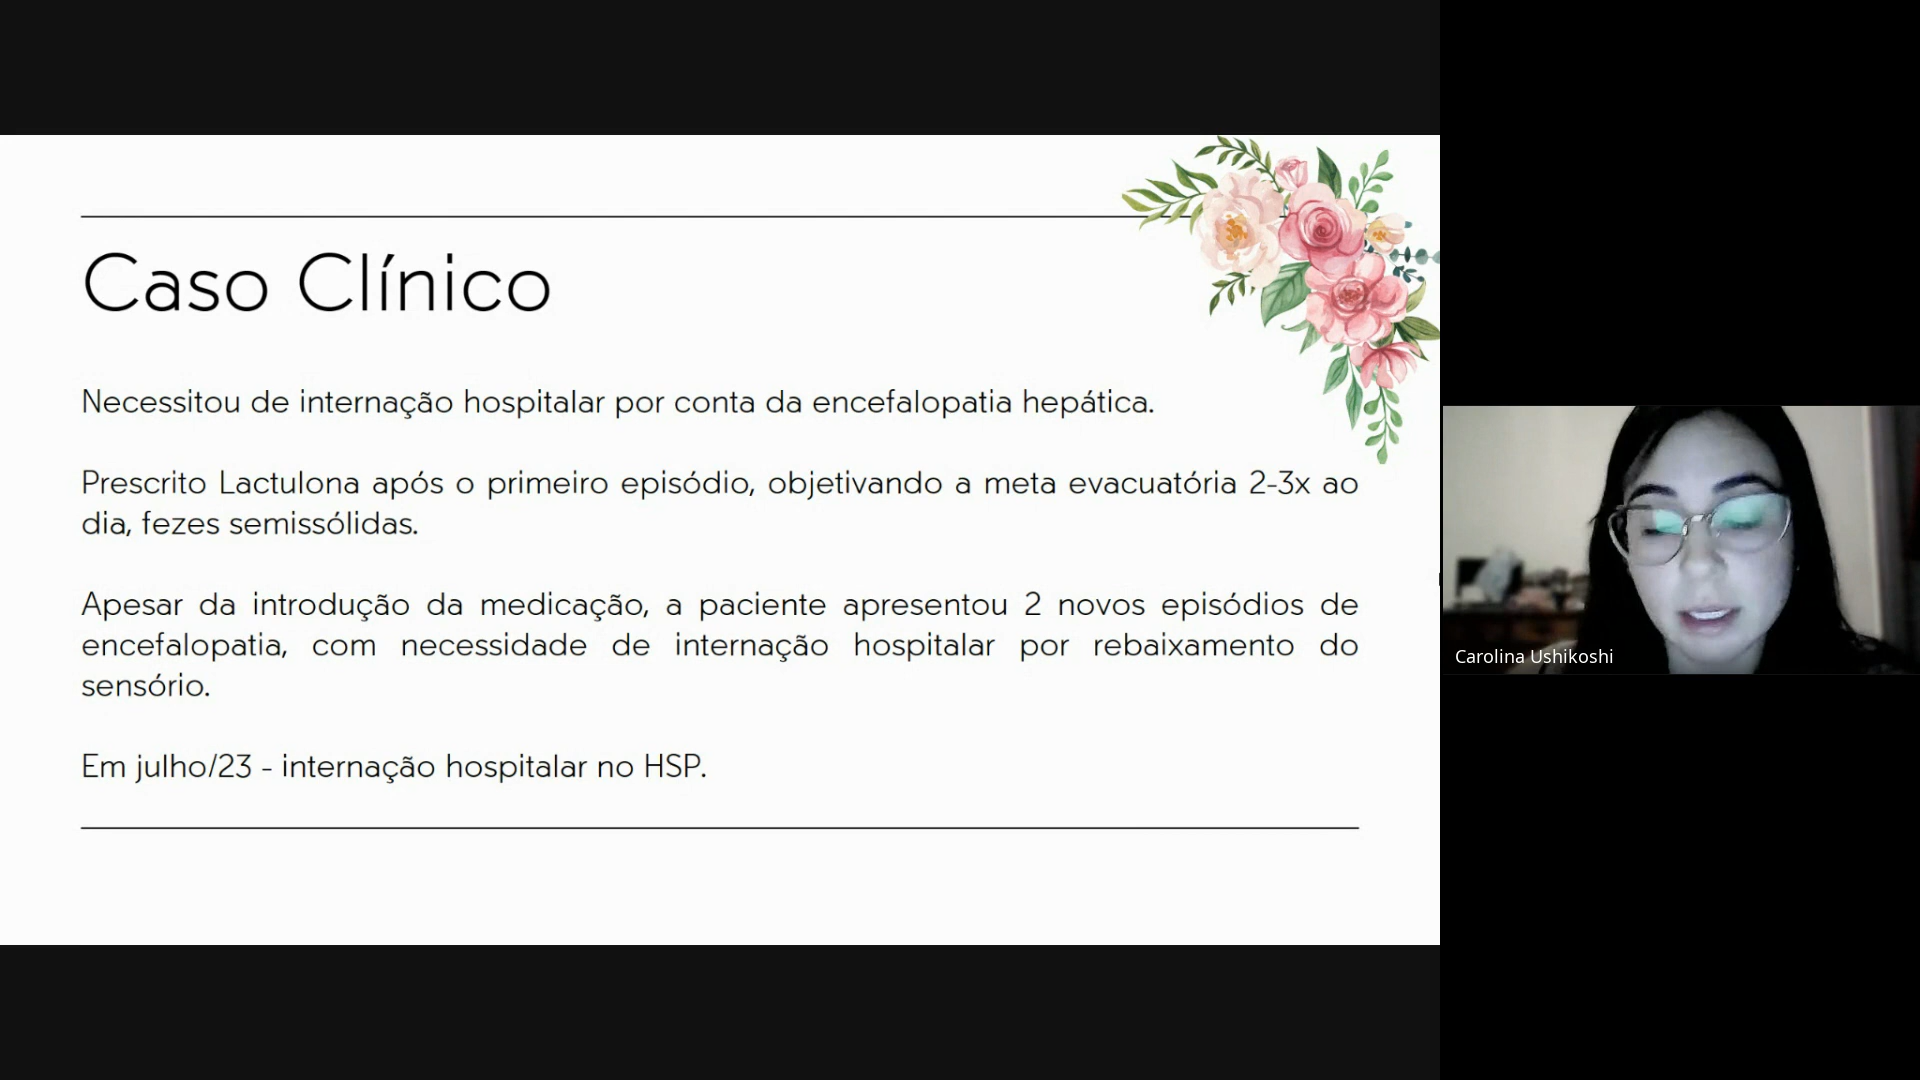 Caso Clínico
Necessitou de internação hospitalar por conta da encefalopatia hepática.
Prescrito Lactulona após o primeiro episódio, objetivando a meta evacuatória 2-3x ao
dia, fezes semissólidas.
Apesar da introdução da medicação, a paciente apresentou 2 novos episódios de
encefalopatia, com necessidade de internação hospitalar por rebaixamento do
sensório.
Em julho/23 - internação hospitalar no HSP.
Carolina Ushikoshi